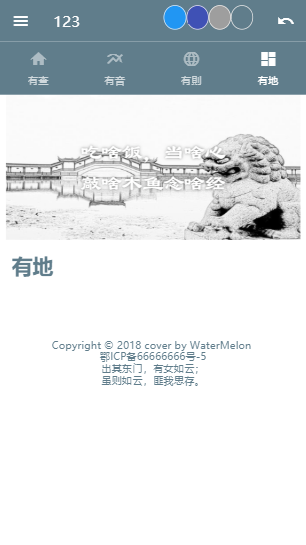 123
有查
有音
有則
有地
吃啥饭，当啥心
做啥木鱼念啥经
有地
Copyright © 2018 cover by WaterMelon
鄂ICP备66666666号-5
出其东门，有女如云；
虽则如云，匪我思存。